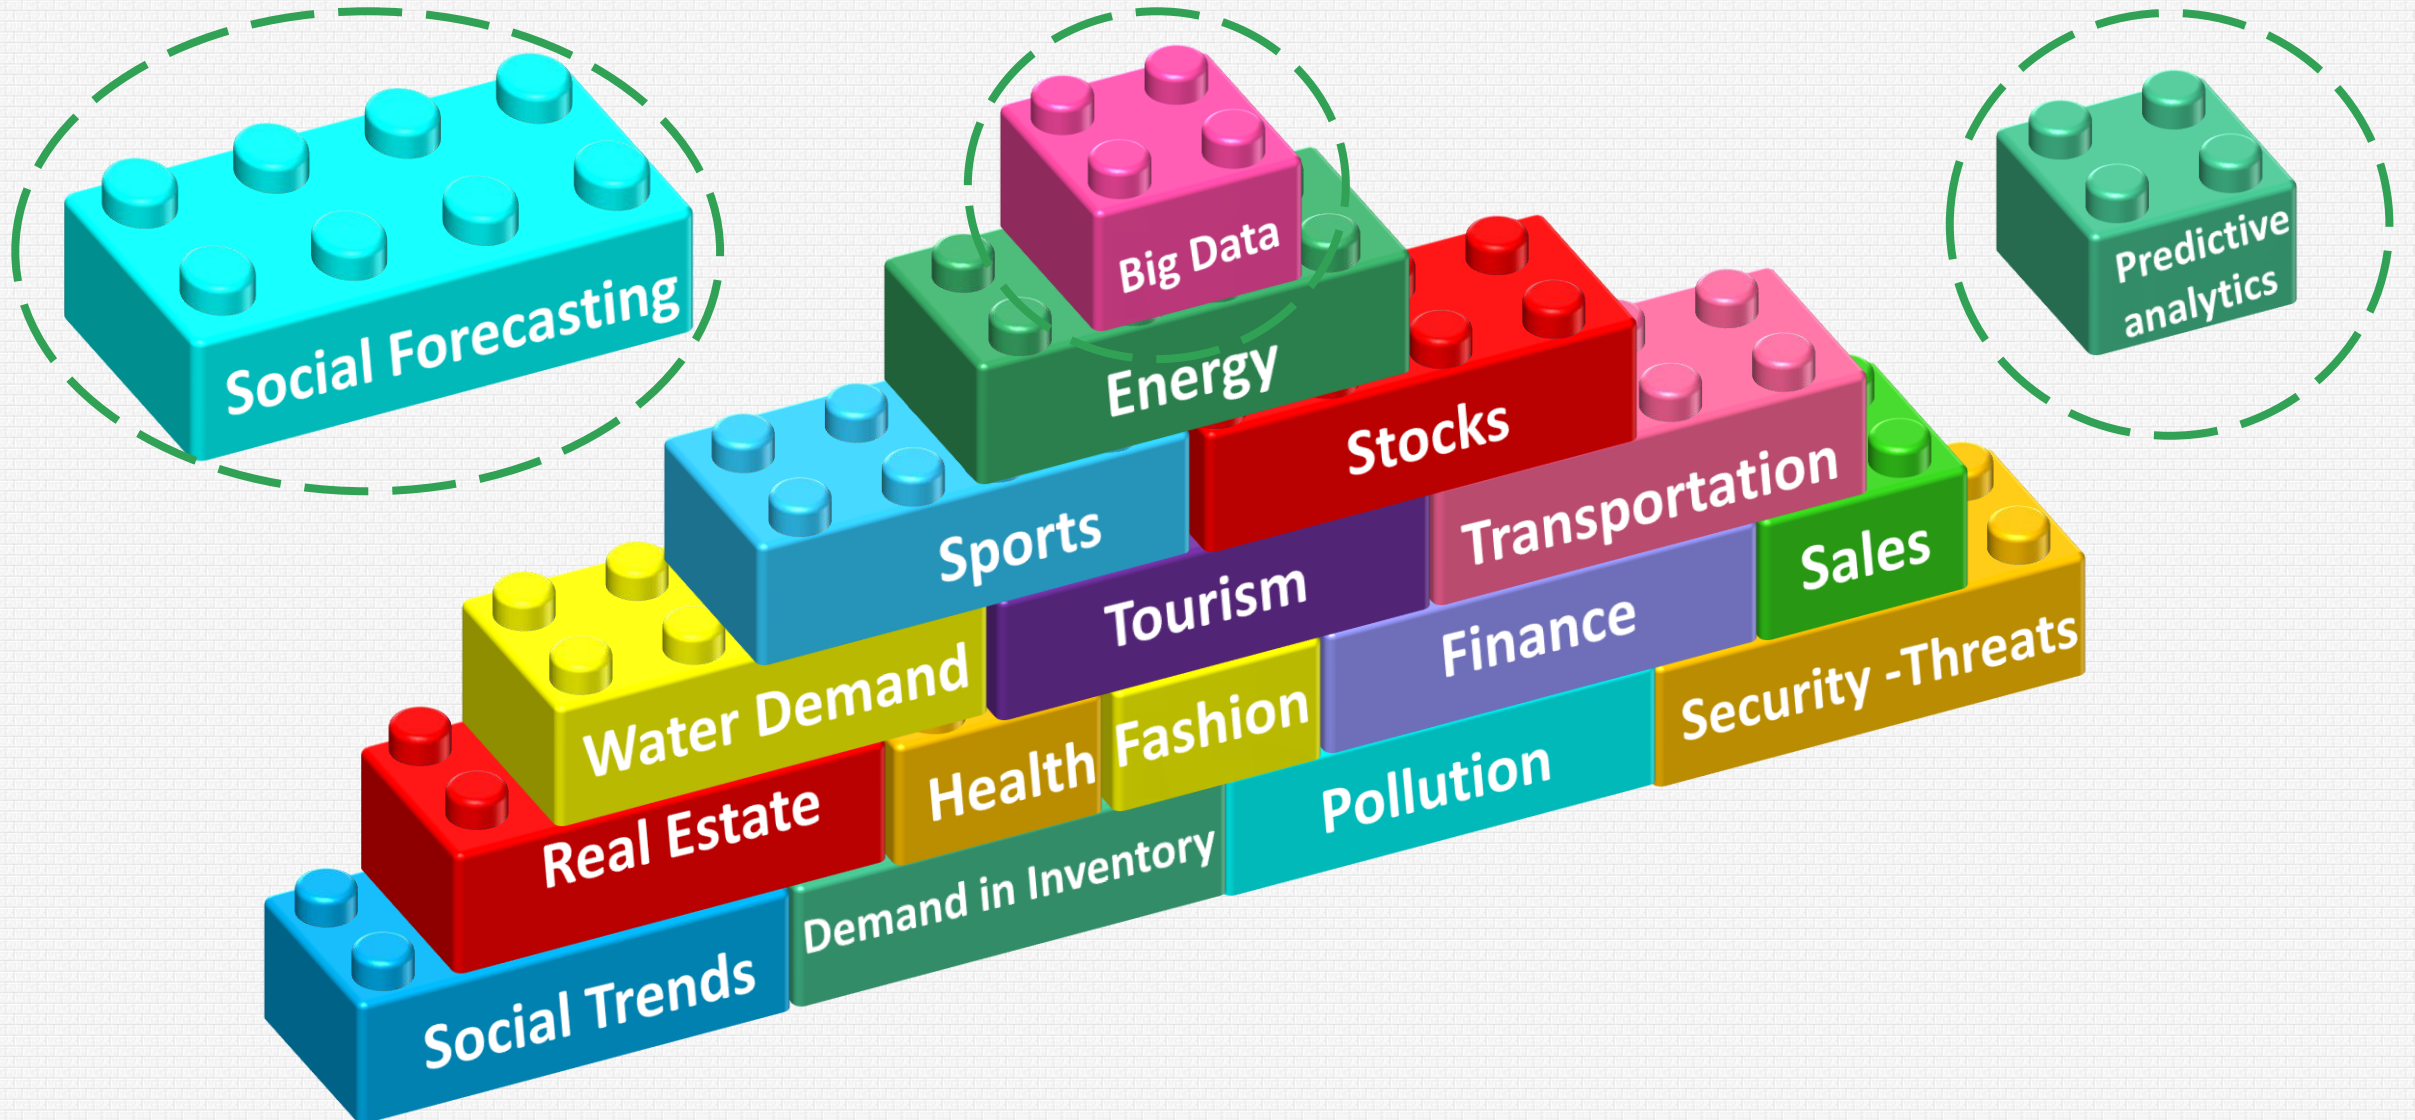 Social Forecasting
Big Data
Predictive
analytics
Energy
Stocks
Sports
Transportation
Tourism
Sales
Water Demand
Finance
Security -Threats
Real Estate
Health
Fashion
Pollution
Social Trends
Demand in Inventory